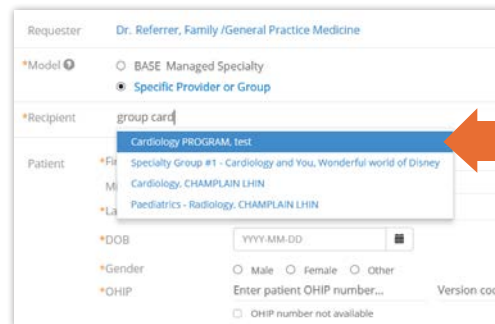 Requester Dr. Referrer, Family /General Practice Medicine
*Model BASE Managed Specialty
Specific Provider or Group
*Recipient group card
Cardiology PROGRAM, test
Patient *Fi Specialty Group #1 - Cardiology and You, Wonderful world of Disney
Mi Cardiology, CHAMPLAIN LHIN
*La Paediatrics - Radiology, CHAMPLAIN LHIN
*DOB YYYY-MM-DD
*Gender Male Female Other
*OHIP Enter patient OHIP number... Version cod
OHIP number not available